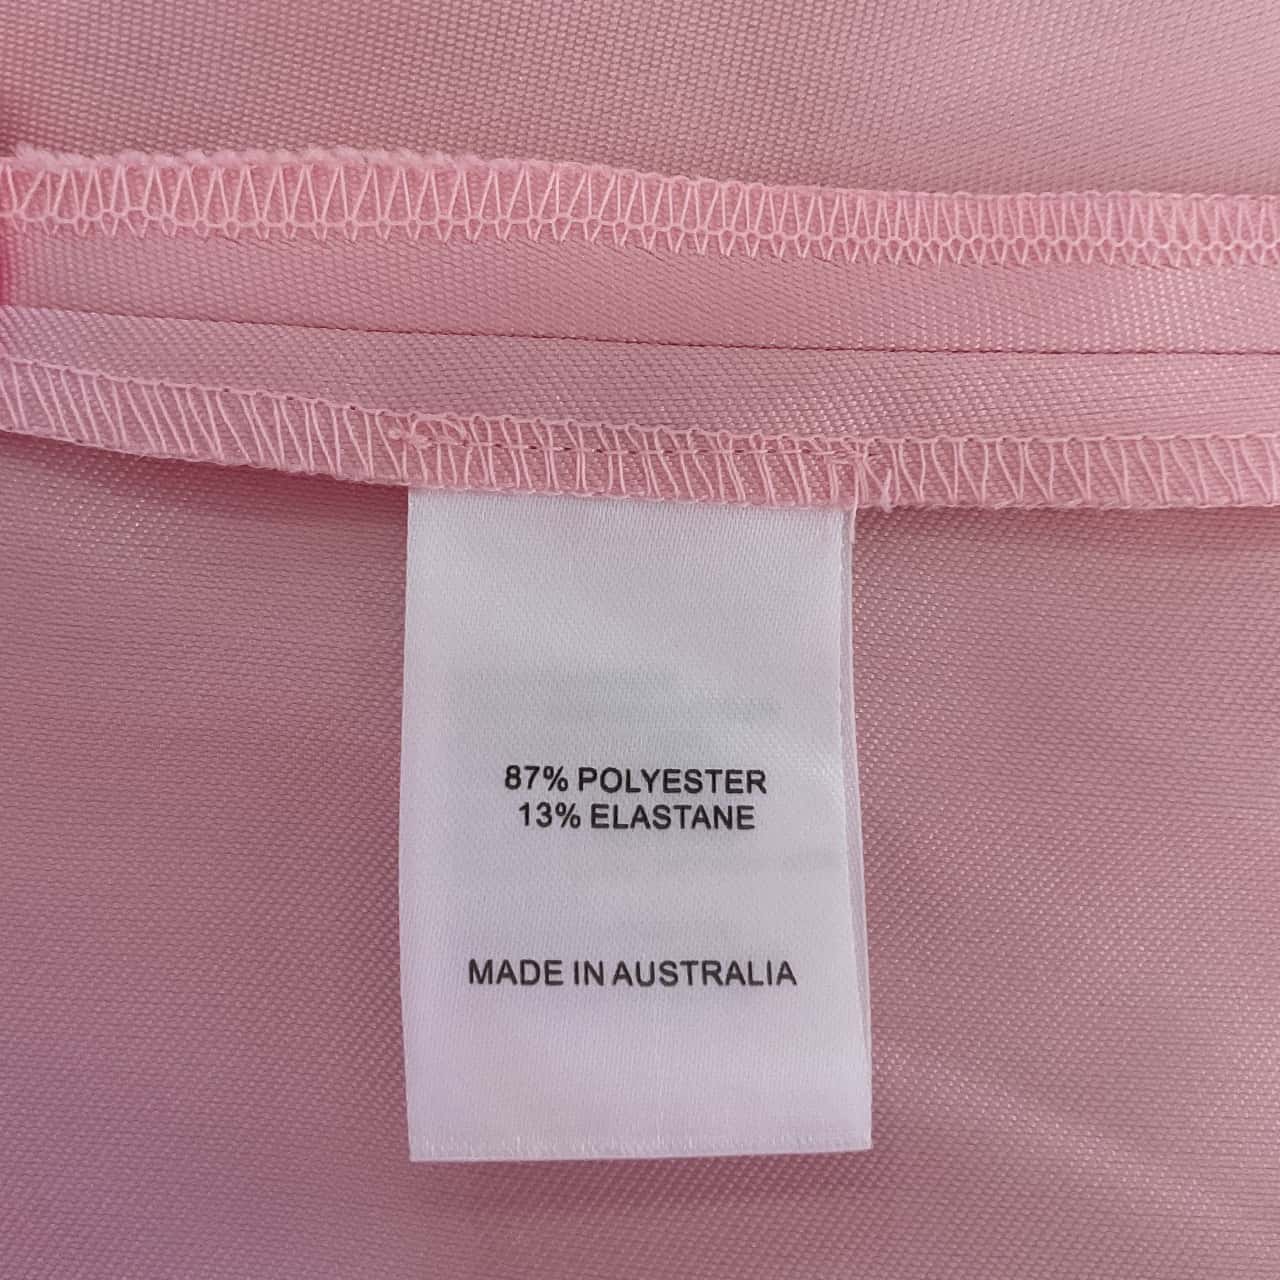 87% POLYESTER
13% ELASTANE
MADE IN AUSTRALIA